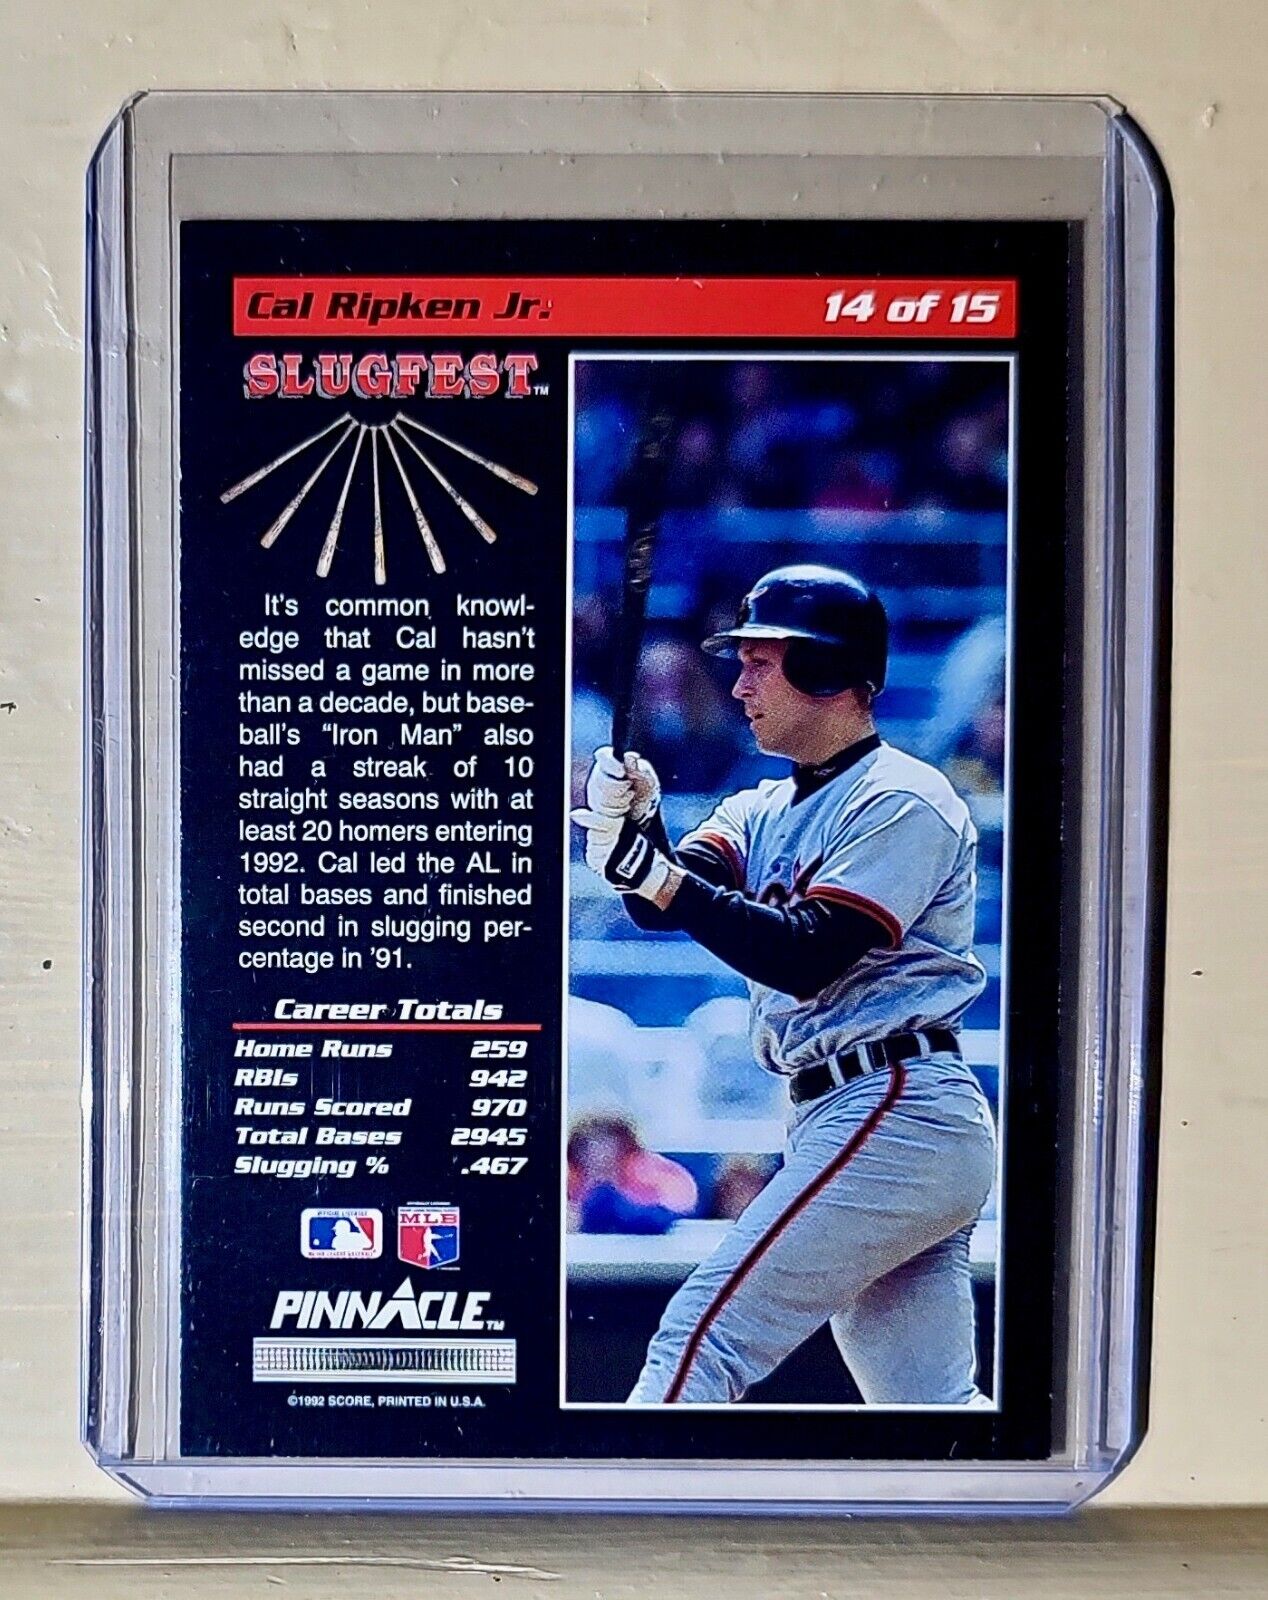 Cal Ripken Jr. 14 of 15
SLUGFEST™
It's common knowl-
edge that Cal hasn't
missed a game in more
than a decade, but base-
ball's "Iron Man" also
had a streak of 10
straight seasons with at
least 20 homers entering
1992. Cal led the AL in
total bases and finished
second in slugging per-
centage in '91.
Career Totals
Home Runs 259
RBIs 942
Runs Scored 970
Total Bases 2945
Slugging % .467
MLB
PINNACLE™
©1992 SCORE, PRINTED IN U.S.A.